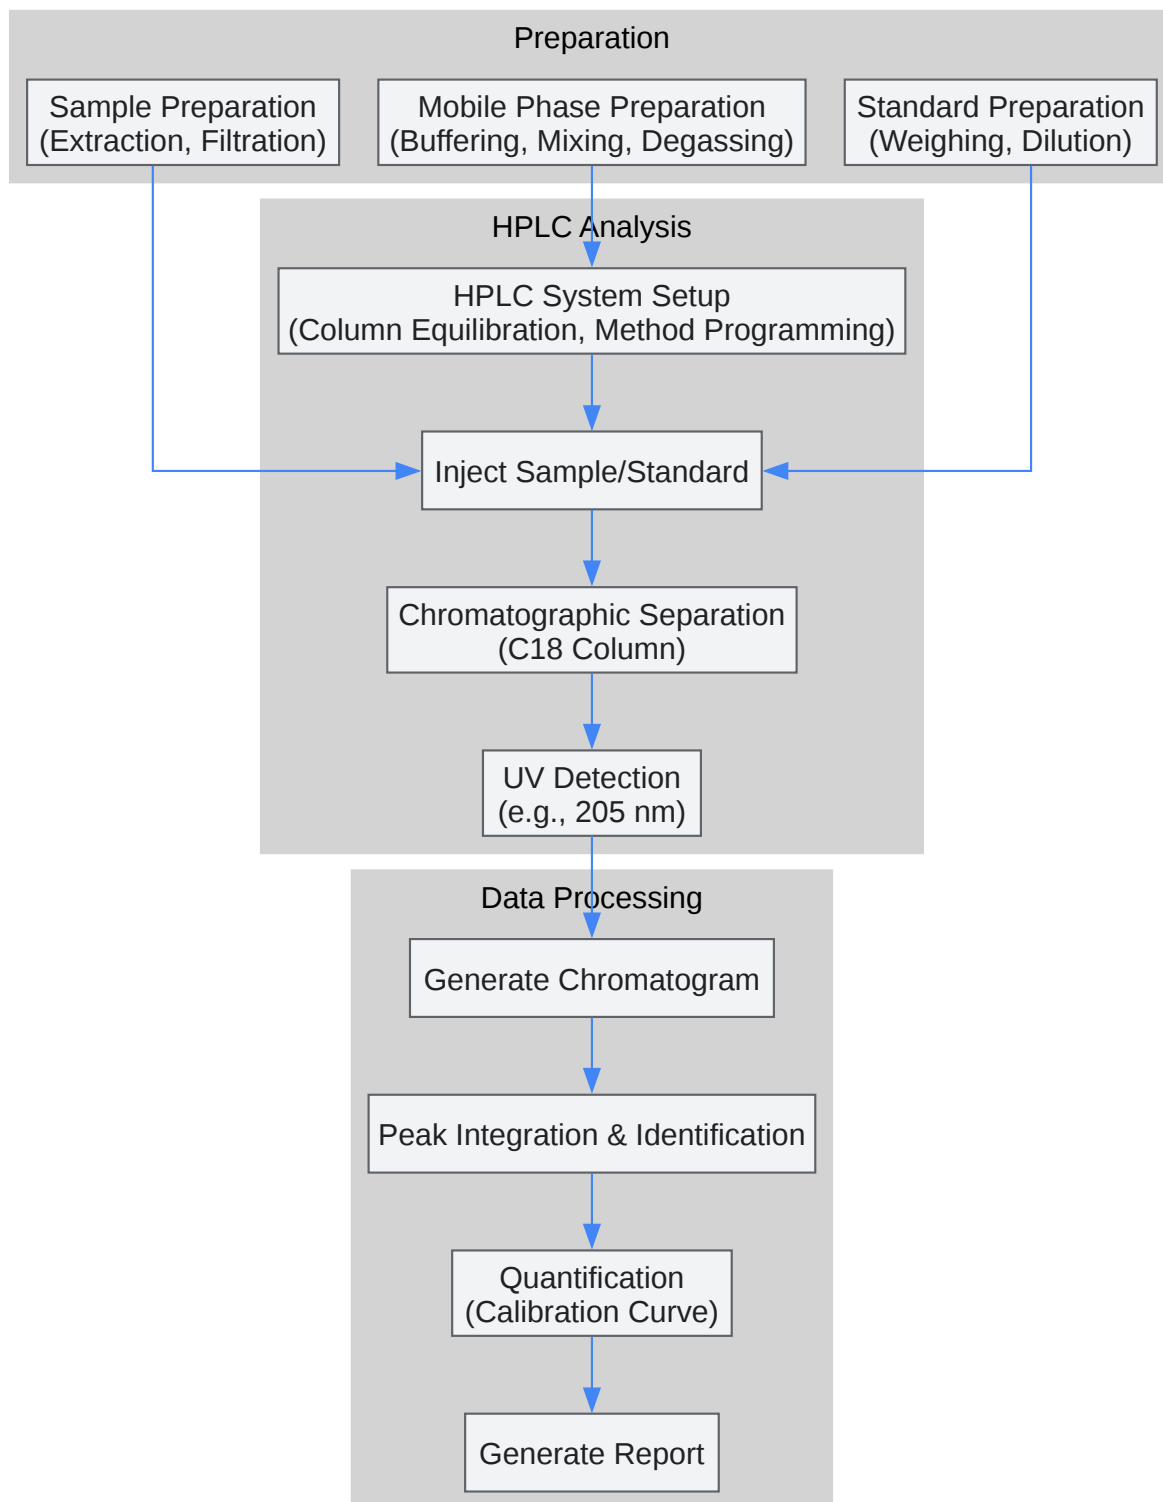 Preparation
Sample Preparation
(Extraction, Filtration)
Mobile Phase Preparation
(Buffering, Mixing, Degassing)
Standard Preparation
(Weighing, Dilution)
HPLC Analysis
HPLC System Setup
(Column Equilibration, Method Programming)
Inject Sample/Standard
Chromatographic Separation
(C18 Column)
UV Detection
(e.g., 205 nm)
Data Processing
Generate Chromatogram
Peak Integration & Identification
Quantification
(Calibration Curve)
Generate Report